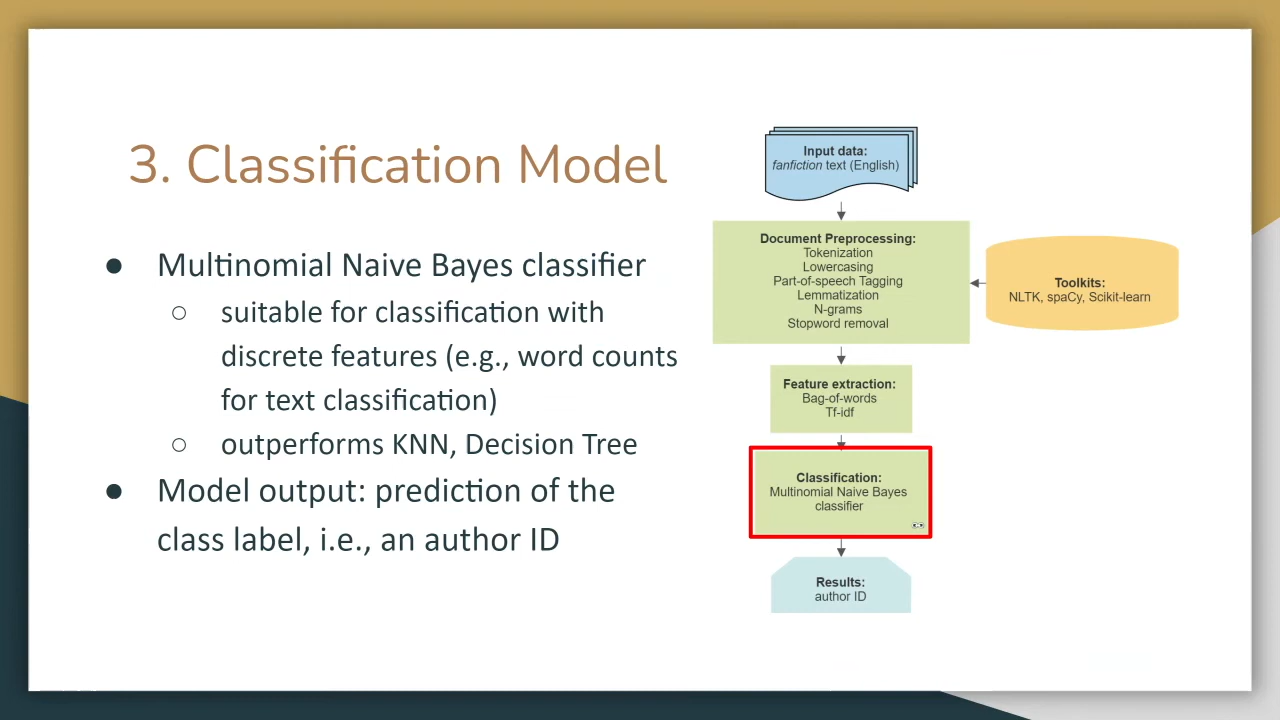 3. Classification Model
● Multinomial Naive Bayes classifier
○ suitable for classification with
discrete features (e.g., word counts
for text classification)
○ outperforms KNN, Decision Tree
● Model output: prediction of the
class label, i.e., an author ID
Input data:
fanfiction text (English)
Document Preprocessing:
Tokenization
Lowercasing
Part-of-speech Tagging
Lemmatization
N-grams
Stopword removal
Toolkits:
NLTK, spaCy, Scikit-learn
Feature extraction:
Bag-of-words
Tf-idf
Classification:
Multinomial Naive Bayes
classifier
Results:
author ID